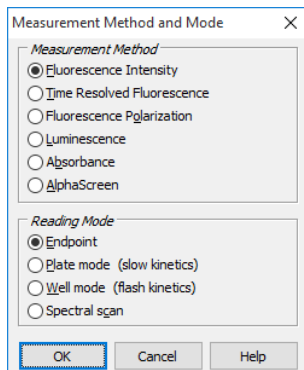 Measurement Method and Mode
Measurement Method
Fluorescence Intensity
Time Resolved Fluorescence
Fluorescence Polarization
Luminescence
Absorbance
AlphaScreen
Reading Mode
Endpoint
Plate mode (slow kinetics)
Well mode (flash kinetics)
Spectral scan
OK Cancel Help